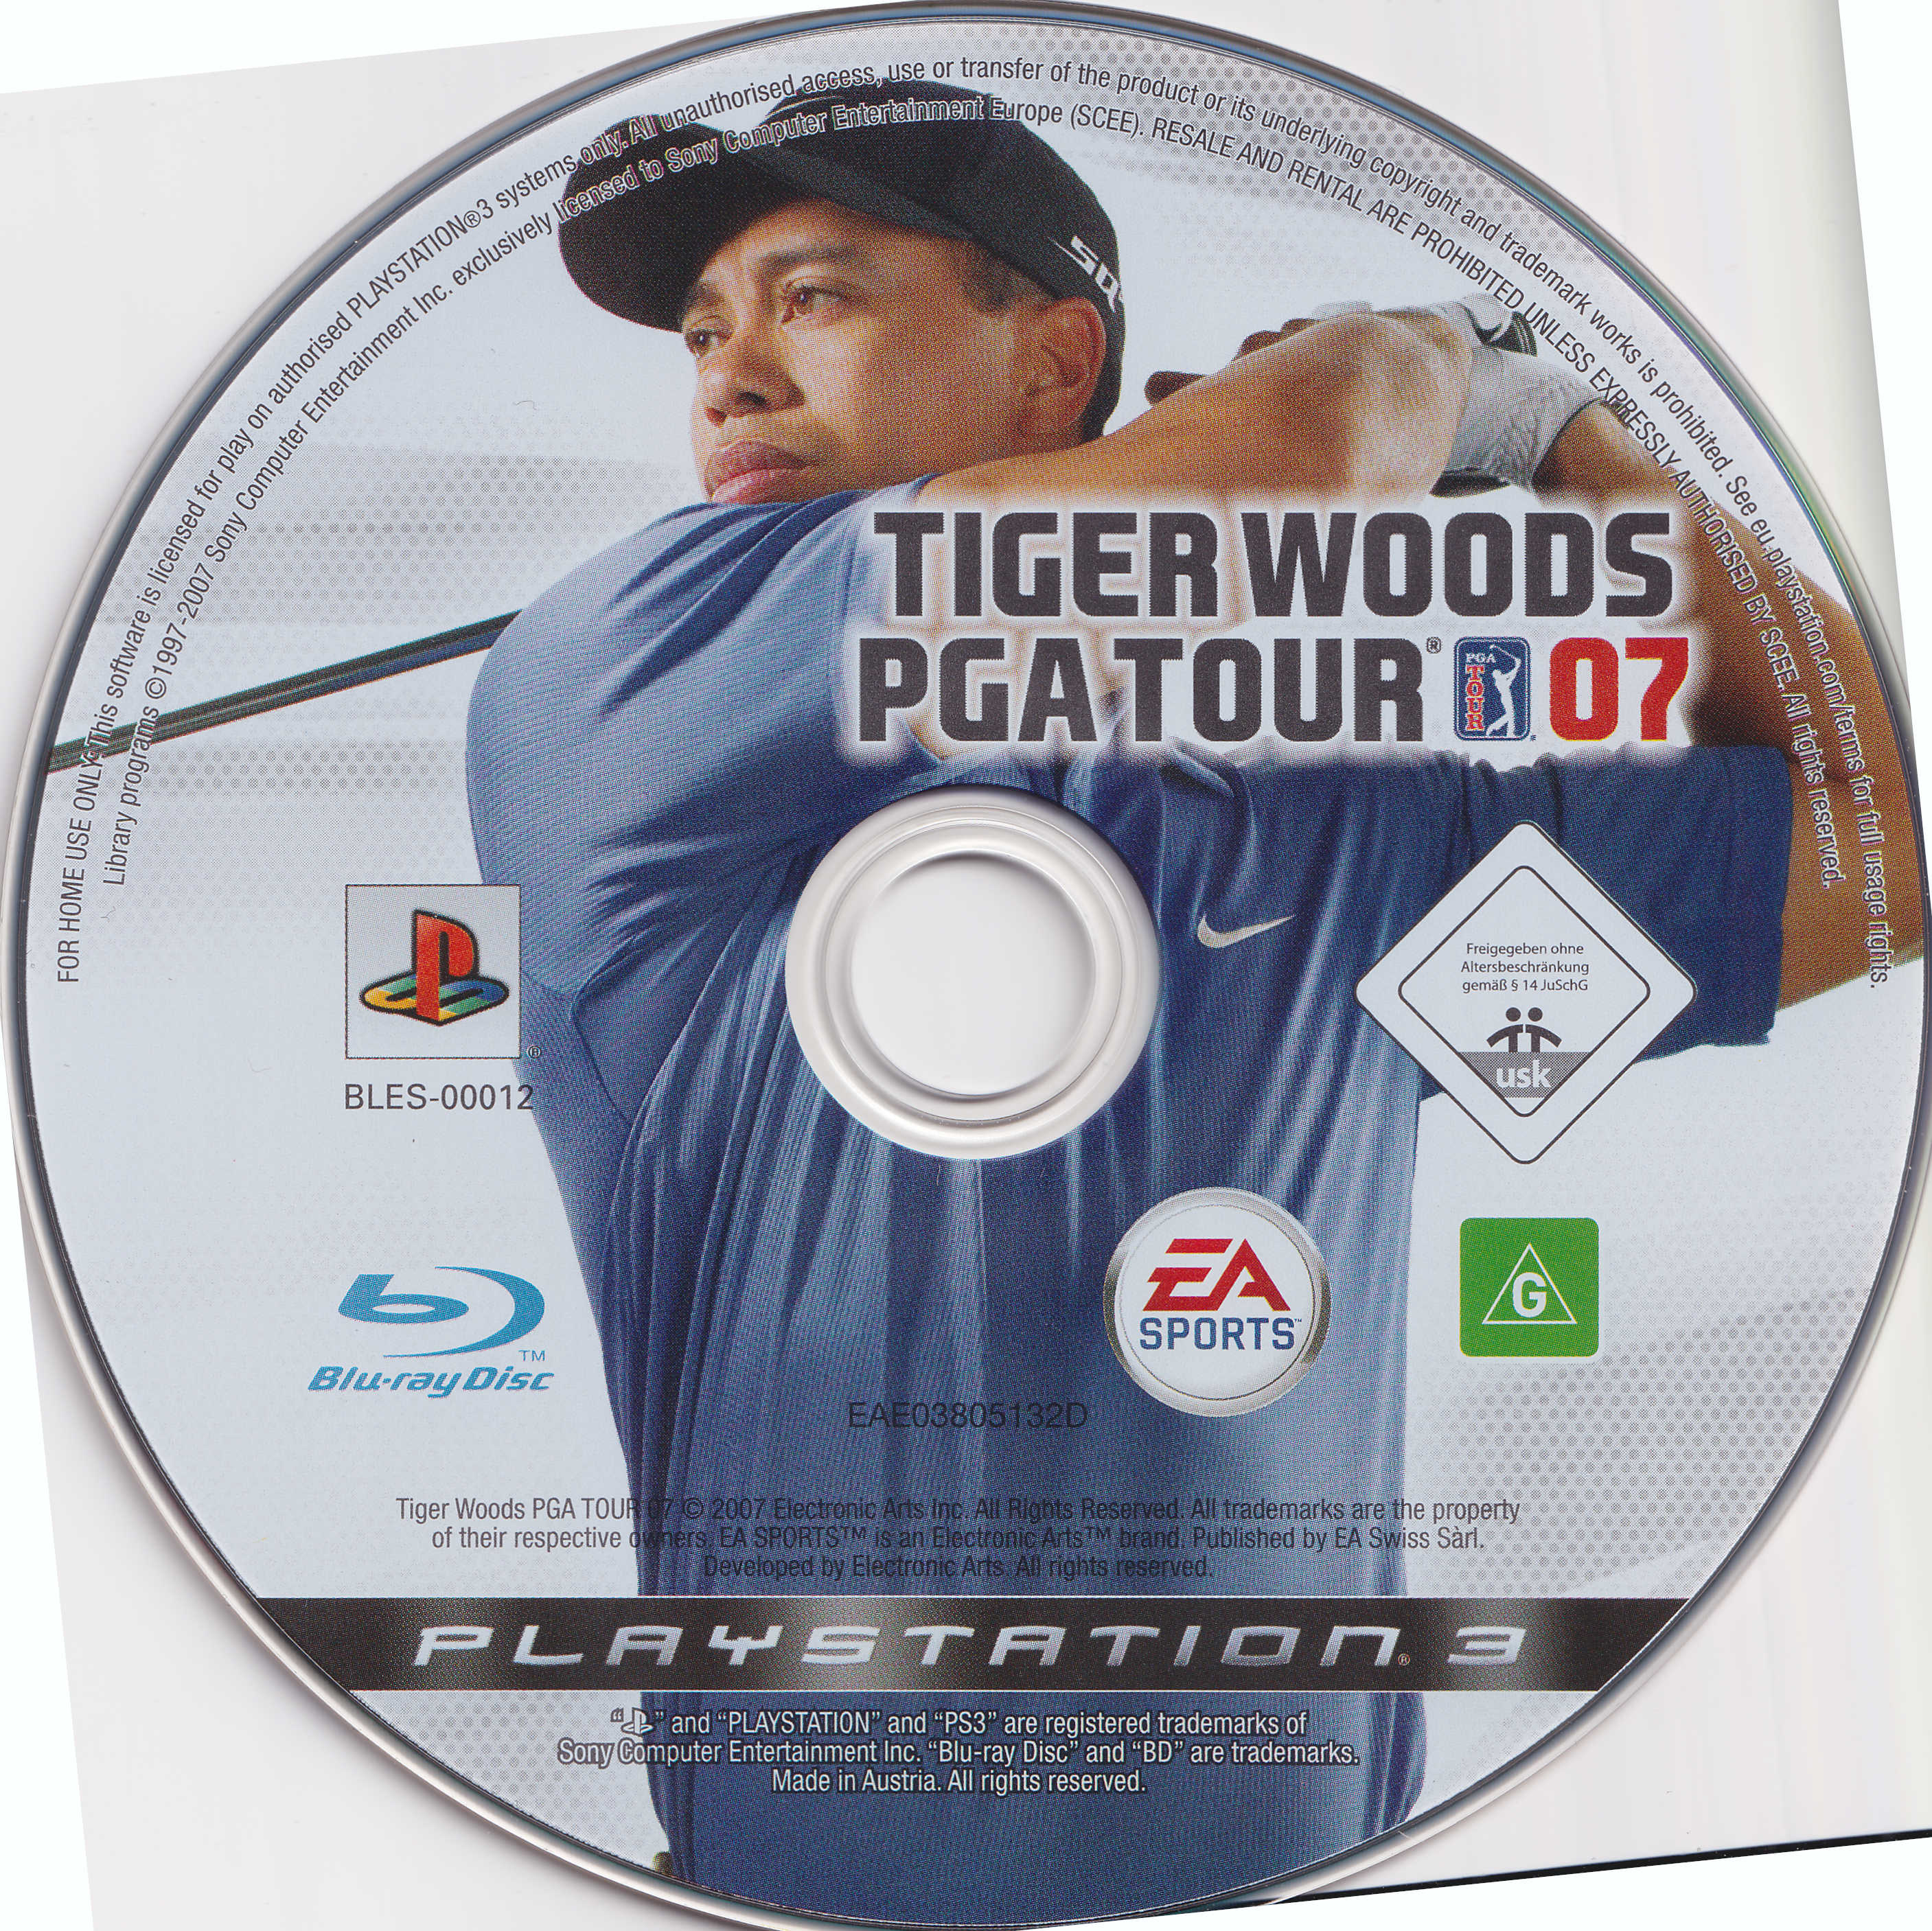 FOR HOME USE ONLY. This software is licensed for play on authorised PLAYSTATION®3 systems only. All unauthorised access, use or transfer of the product or its underlying copyright and trademark works is prohibited. See eu.playstation.com/terms for full usage rights.
Library programs ©1997-2007 Sony Computer Entertainment Inc. exclusively licensed to Sony Computer Entertainment Europe (SCEE). RESALE AND RENTAL ARE PROHIBITED UNLESS EXPRESSLY AUTHORISED BY SCEE. All rights reserved.
TIGER WOODS
PGA TOUR® PGA TOUR 07
Freigegeben ohne
Altersbeschränkung
gemäß § 14 JuSchG
usk
®
BLES-00012
EA
SPORTS™
G
TM
Blu-ray Disc
EAE03805132D
Tiger Woods PGA TOUR 07 © 2007 Electronic Arts Inc. All Rights Reserved. All trademarks are the property
of their respective owners. EA SPORTS™ is an Electronic Arts™ brand. Published by EA Swiss Sàrl.
Developed by Electronic Arts. All rights reserved.
PLAYSTATION®3
“ ” and “PLAYSTATION” and “PS3” are registered trademarks of
Sony Computer Entertainment Inc. “Blu-ray Disc” and “BD” are trademarks.
Made in Austria. All rights reserved.